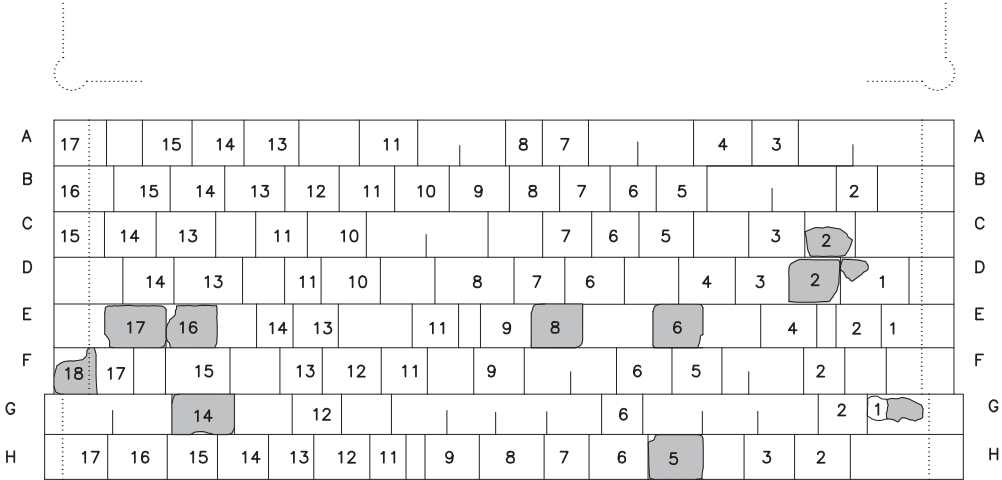 A 17 15 14 13 11 8 7 4 3 A
B 16 15 14 13 12 11 10 9 8 7 6 5 2 B
C 15 14 13 11 10 7 6 5 3 2 C
D 14 13 11 10 8 7 6 4 3 2 1 D
E 17 16 14 13 11 9 8 6 4 2 1 E
F 18 17 15 13 12 11 9 6 5 2 F
G 14 12 6 2 1 G
H 17 16 15 14 13 12 11 9 8 7 6 5 3 2 H